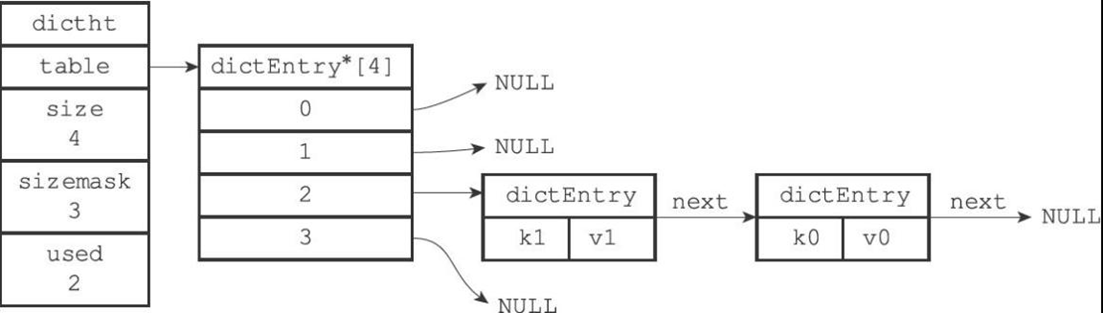 dictht
table
size
4
sizemask
3
used
2
dictEntry*[4]
0
1
2
3
NULL
NULL
dictEntry
k1 v1
next
dictEntry
k0 v0
next
NULL
NULL